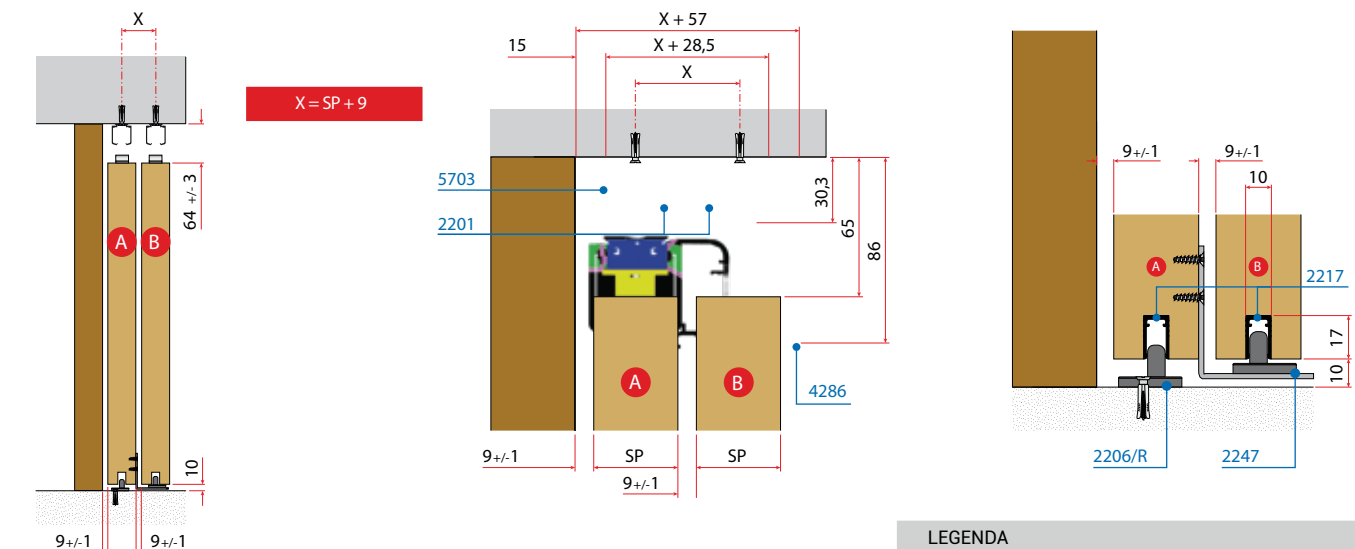 X
X = SP + 9
64 +/- 3
A
B
10
9+/-1
9+/-1
X + 57
15
X + 28,5
X
5703
2201
30,3
65
86
A
B
4286
9+/-1
SP
SP
9+/-1
9+/-1
9+/-1
10
A
B
2217
17
10
2206/R
2247
LEGENDA